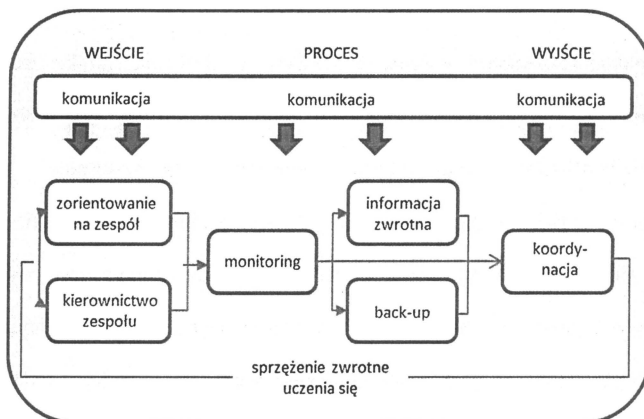 WEJŚCIE PROCES WYJŚCIE
komunikacja komunikacja komunikacja
zorientowanie
na zespół
informacja
zwrotna
monitoring
koordy-
nacja
kierownictwo
zespołu
back-up
sprzężenie zwrotne
uczenia się